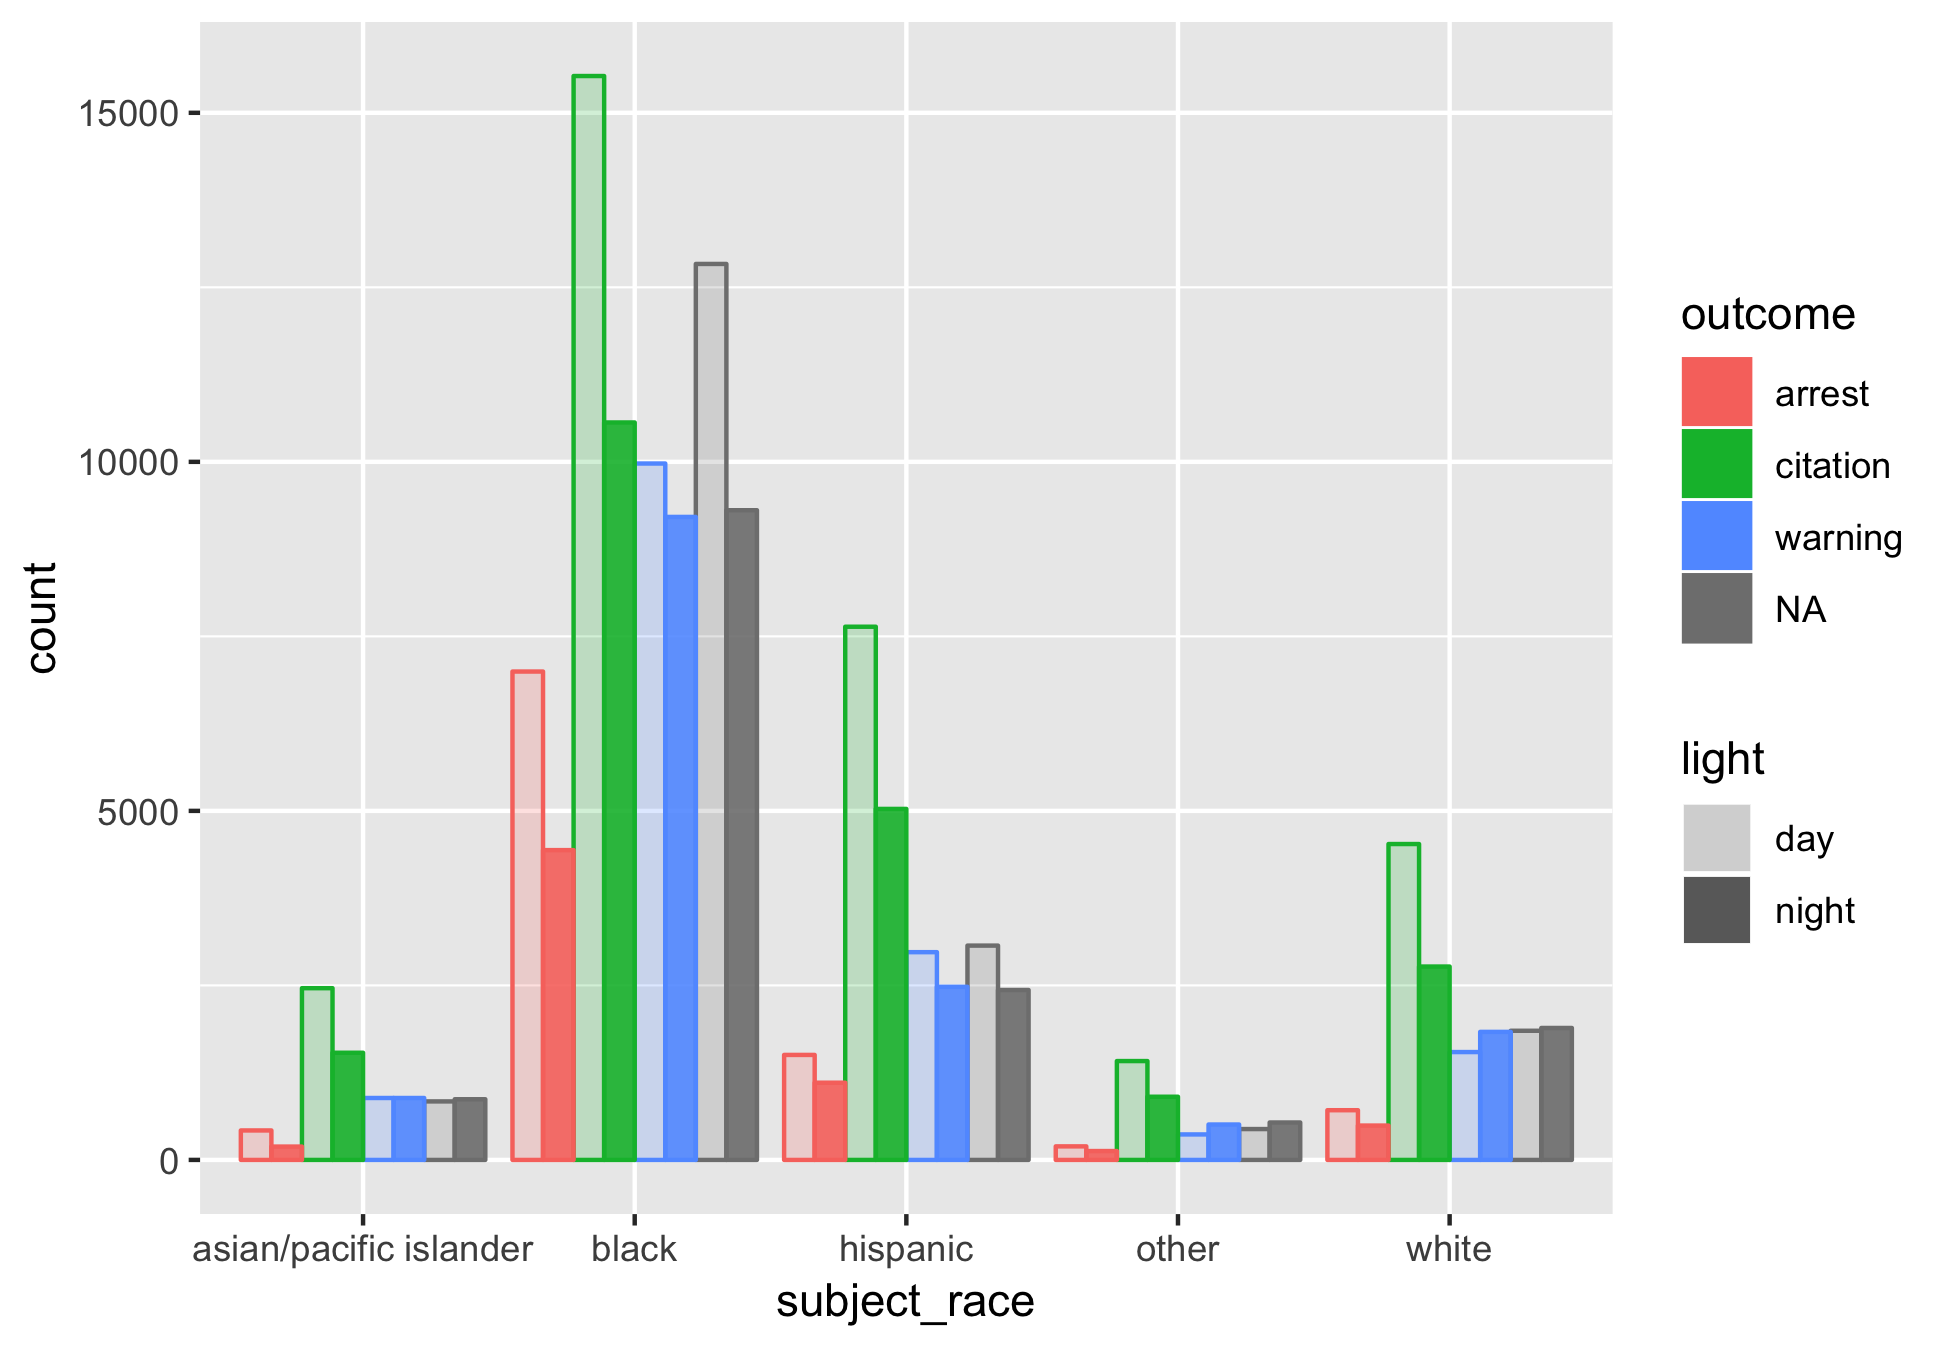 15000
10000
5000
0
count
asian/pacific islander
black
hispanic
other
white
subject_race
outcome
arrest
citation
warning
NA
light
day
night